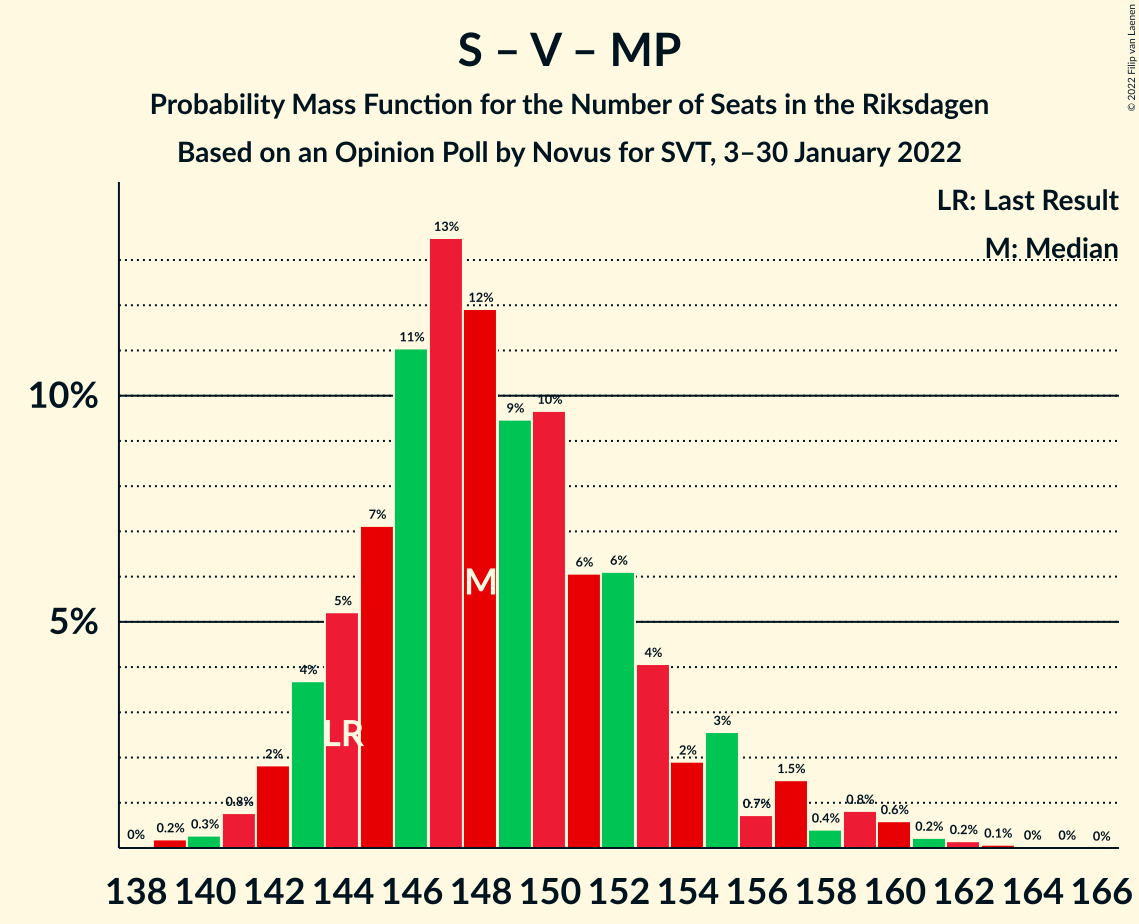 S – V – MP
Probability Mass Function for the Number of Seats in the Riksdagen
Based on an Opinion Poll by Novus for SVT, 3–30 January 2022
© 2022 Filip van Laenen
LR: Last Result
M: Median
10%
5%
0% 0.2% 0.3% 0.8% 2% 4% 5% 7% 11% 13% 12% 9% 10% 6% 6% 4% 2% 3% 0.7% 1.5% 0.4% 0.8% 0.6% 0.2% 0.2% 0.1% 0% 0% 0%
M
LR
138 140 142 144 146 148 150 152 154 156 158 160 162 164 166